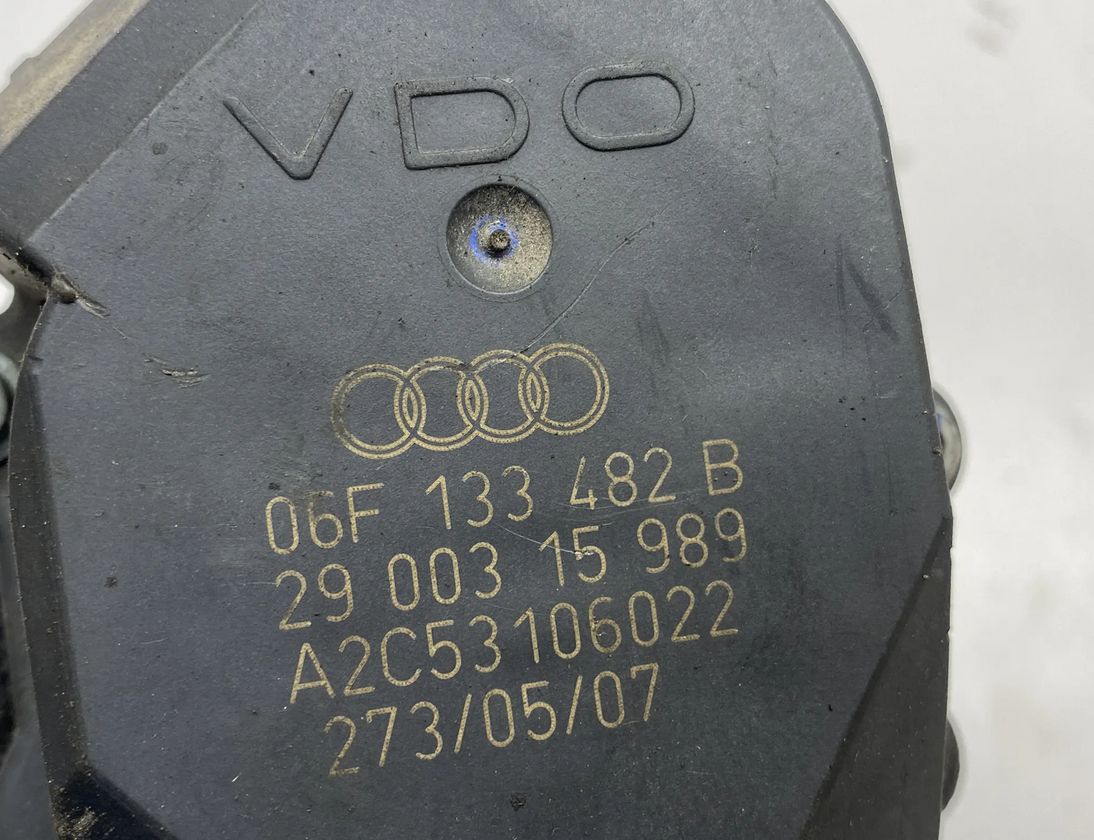 VDO
06F 133 482 B
29 003 15 989
A2C53106022
273/05/07